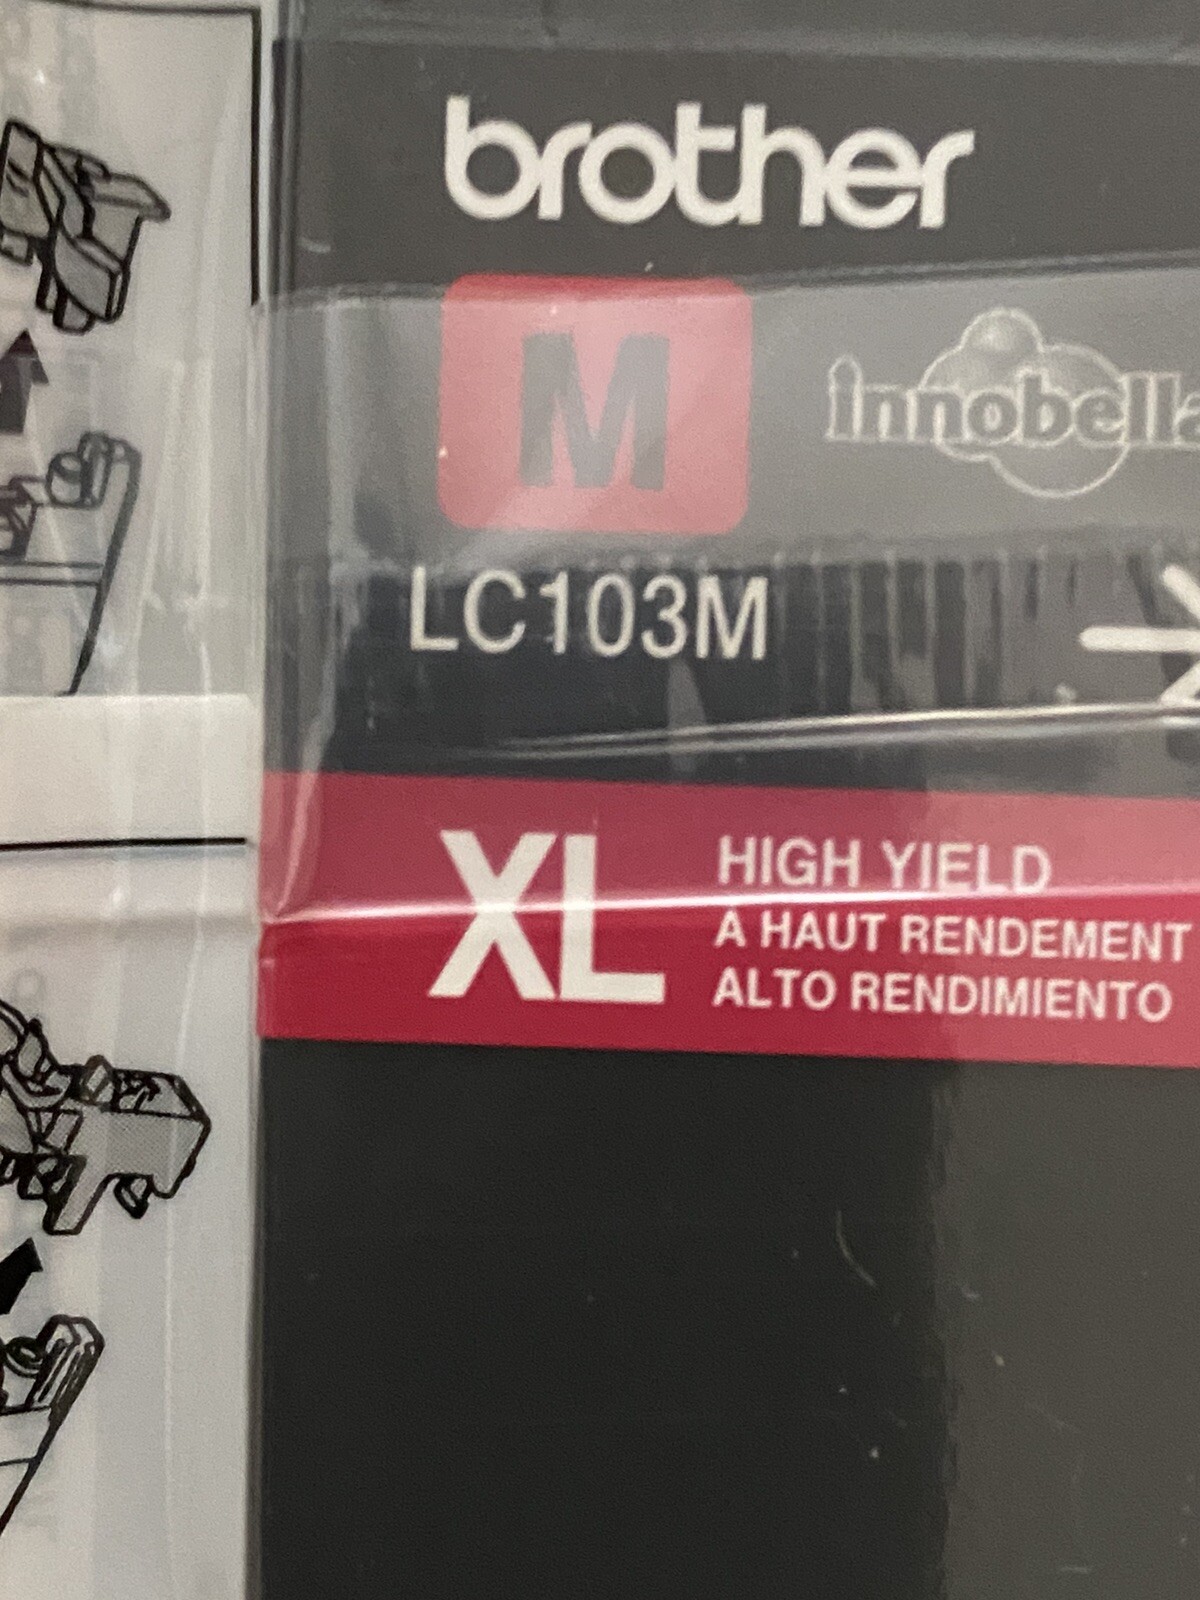 brother
M
innobella
LC103M
XL
HIGH YIELD
À HAUT RENDEMENT
ALTO RENDIMIENTO